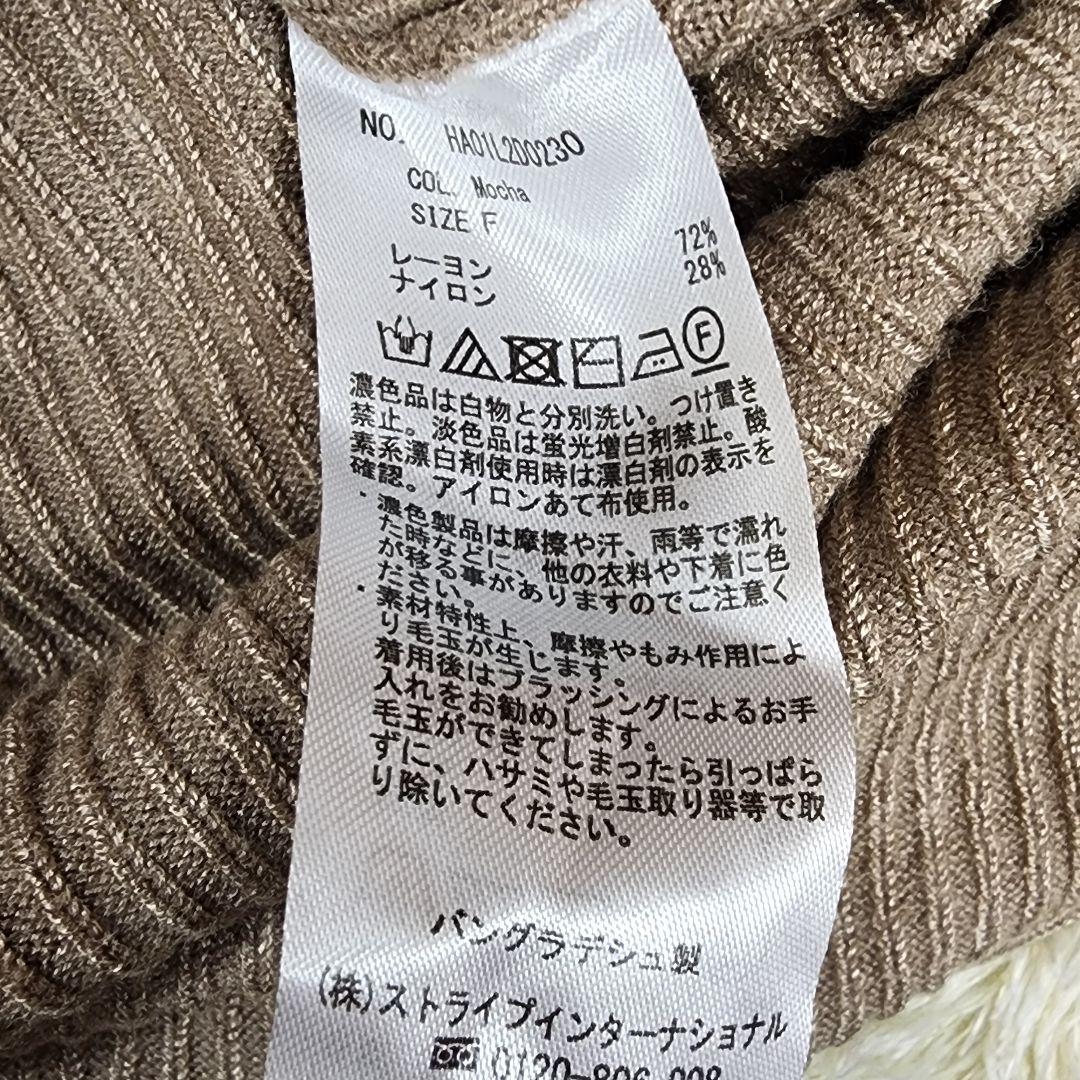 NO. HA01L2D0230
COL. Mocha
SIZE F
レーヨン 72%
ナイロン 28%
F
濃色品は白物と分別洗い。つけ置き
禁止。淡色品は蛍光増白剤禁止。酸
素系漂白剤使用時は漂白剤の表示を
確認。アイロンあて布使用。
・濃色製品は摩擦や汗、雨等で濡れ
た時などに、他の衣料や下着に色
が移る事がありますのでご注意く
ださい。
・素材特性上、摩擦やもみ作用によ
り毛玉が生じます。
着用後はブラッシングによるお手
入れをお勧めします。
毛玉ができてしまったら引っぱら
ずに、ハサミや毛玉取り器等で取
り除いてください。
バングラデシュ製
(株)ストライプインターナショナル
0120-806-008